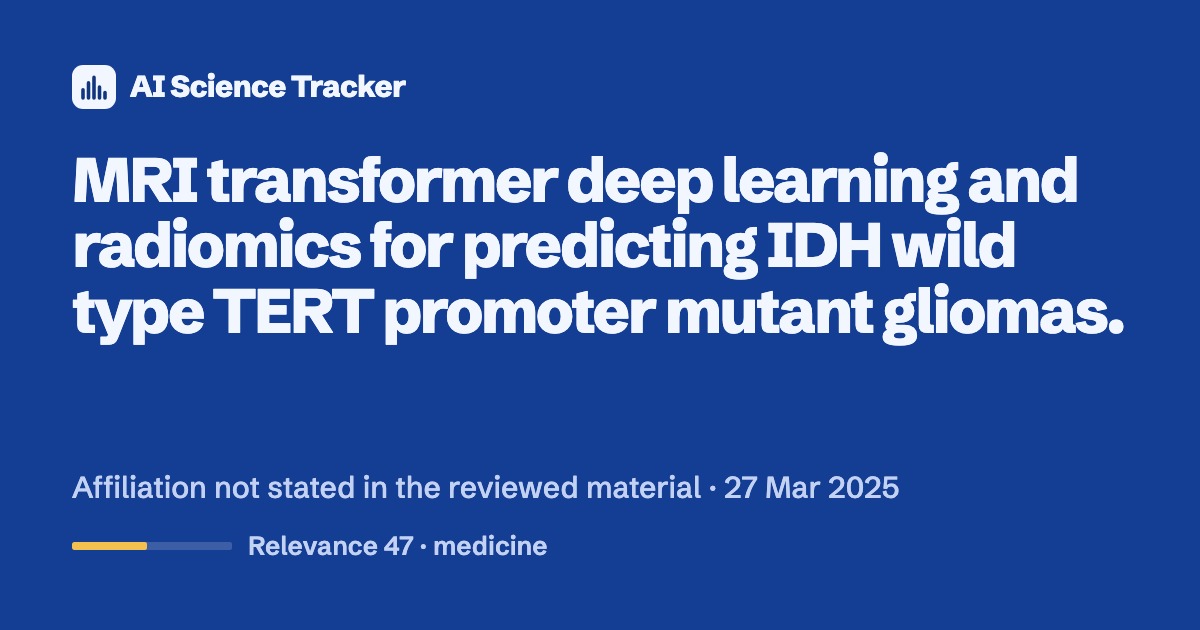 AI Science Tracker
MRI transformer deep learning and
radiomics for predicting IDH wild
type TERT promoter mutant gliomas.
Affiliation not stated in the reviewed material · 27 Mar 2025
Relevance 47 · medicine